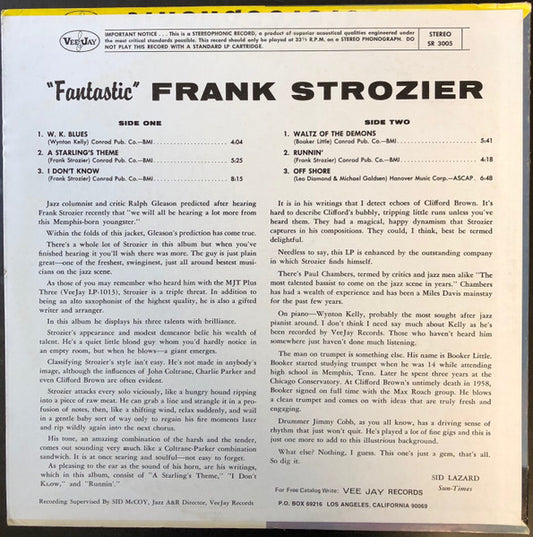 VEE JAY
IMPORTANT NOTICE . . . This is a STEREOPHONIC RECORD, a product of superior acoustical qualities engineered under
the most critical standards possible. This record should only be played at 33⅓ R.P.M. on a STEREO PHONOGRAPH. DO
NOT PLAY THIS RECORD WITH A STANDARD LP CARTRIDGE.
STEREO
SR 3005
"Fantastic" FRANK STROZIER
SIDE ONE
1. W. K. BLUES
(Wynton Kelly) Conrad Pub. Co.—BMI 4:04
2. A STARLING'S THEME
(Frank Strozier) Conrad Pub. Co.—BMI 5:25
3. I DON'T KNOW
(Frank Strozier) Conrad Pub. Co.—BMI 8:15
SIDE TWO
1. WALTZ OF THE DEMONS
(Booker Little) Conrad Pub. Co.—BMI 5:41
2. RUNNIN'
(Frank Strozier) Conrad Pub. Co.—BMI 4:18
3. OFF SHORE
(Leo Diamond & Michael Goldsen) Hanover Music Corp.—ASCAP 6:48
Jazz columnist and critic Ralph Gleason predicted after hearing
Frank Strozier recently that "we will all be hearing a lot more from
this Memphis-born youngster."
Within the folds of this jacket, Gleason's prediction has come true.
There's a whole lot of Strozier in this album but when you've
finished hearing it you'll wish there was more. The guy is just plain
great—one of the freshest, swinginest, just all around bestest musi-
cians on the jazz scene.
As those of you may remember who heard him with the MJT Plus
Three (VeeJay LP-1013), Strozier is a triple threat. In addition to
being an alto saxophonist of the highest quality, he is also a gifted
writer and arranger.
In this album he displays his three talents with brilliance.
Strozier's appearance and modest demeanor belie his wealth of
talent. He's a quiet little blond guy whom you'd hardly notice in
an empty room, but when he blows—a giant emerges.
Classifying Strozier's style isn't easy. He's not made in anybody's
image, although the influences of John Coltrane, Charlie Parker and
even Clifford Brown are often evident.
Strozier attacks every solo viciously, like a hungry hound ripping
into a piece of raw meat. He can grab a line and strangle it in a pro-
fusion of notes, then, like a shifting wind, relax suddenly, and wail
in a gentle baby sort of way only to regain his fire moments later
and rip wildly again into the next chorus.
His tone, an amazing combination of the harsh and the tender,
comes out sounding very much like a Coltrane-Parker combination
sandwich. It is at once searing and soulful—not easy to forget.
As pleasing to the ear as the sound of his horn, are his writings,
which in this album, consist of "A Starling's Theme," "I Don't
Know," and "Runnin'."
Recording Supervised By SID McCOY, Jazz A&R Director, VeeJay Records
It is in his writings that I detect echoes of Clifford Brown. It's
hard to describe Clifford's bubbly, tripping little runs unless you've
heard them. They had a magical, happy dynamism that Strozier
captures in his compositions. They could, I think, best be termed
delightful.
Needless to say, this LP is enhanced by the outstanding company
in which Strozier finds himself.
There's Paul Chambers, termed by critics and jazz men alike "The
most talented bassist to come on the jazz scene in years." Chambers
has had a wealth of experience and has been a Miles Davis mainstay
for the past few years.
On piano—Wynton Kelly, probably the most sought after jazz
pianist around. I don't think I need say much about Kelly as he's
been recorded by VeeJay Records. Those who haven't heard him
somewhere just haven't done much listening.
The man on trumpet is something else. His name is Booker Little.
Booker started studying trumpet when he was 14 while attending
high school in Memphis, Tenn. Later he spent three years at the
Chicago Conservatory. At Clifford Brown's untimely death in 1958,
Booker signed on full time with the Max Roach group. He blows
a clean trumpet and comes on with ideas that are truly fresh and
engaging.
Drummer Jimmy Cobb, as you all know, has a driving sense of
rhythm that just won't quit. He's played a lot of fine gigs and this is
just one more to add to this illustrious background.
What else? Nothing, I guess. This one's just a gem, that's all.
So dig it.
SID LAZARD
Sun-Times
For Free Catalog Write: VEE JAY RECORDS
P.O. BOX 69216 LOS ANGELES, CALIFORNIA 90069